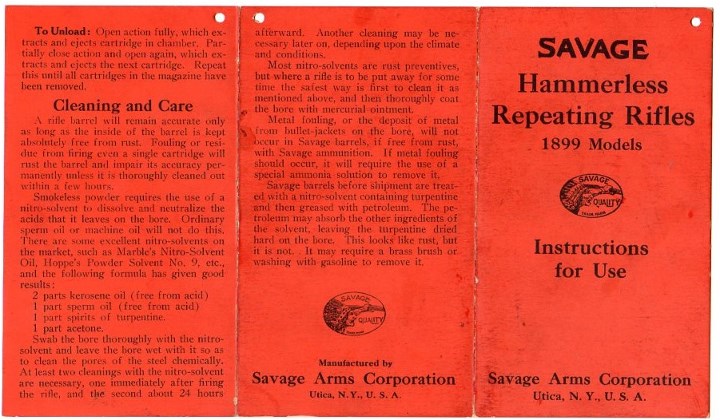 To Unload: Open action fully, which ex-
tracts and ejects cartridge in chamber. Par-
tially close action and open again, which ex-
tracts and ejects the next cartridge. Repeat
this until all cartridges in the magazine have
been removed.
Cleaning and Care
A rifle barrel will remain accurate only
as long as the inside of the barrel is kept
absolutely free from rust. Fouling or resi-
due from firing even a single cartridge will
rust the barrel and impair its accuracy per-
manently unless it is thoroughly cleaned out
within a few hours.
Smokeless powder requires the use of a
nitro-solvent to dissolve and neutralize the
acids that it leaves on the bore. Ordinary
sperm oil or machine oil will not do this.
There are some excellent nitro-solvents on
the market, such as Marble's Nitro-Solvent
Oil, Hoppe's Powder Solvent No. 9, etc.,
and the following formula has given good
results:
2 parts kerosene oil (free from acid)
1 part sperm oil (free from acid)
1 part spirits of turpentine.
1 part acetone.
Swab the bore thoroughly with the nitro-
solvent and leave the bore wet with it so as
to clean the pores of the steel chemically.
At least two cleanings with the nitro-solvent
are necessary, one immediately after firing
the rifle, and the second about 24 hours
afterward. Another cleaning may be ne-
cessary later on, depending upon the climate
and conditions.
Most nitro-solvents are rust preventives,
but where a rifle is to be put away for some
time the safest way is first to clean it as
mentioned above, and then thoroughly coat
the bore with mercurial ointment.
Metal fouling, or the deposit of metal
from bullet-jackets on the bore, will not
occur in Savage barrels, if free from rust,
with Savage ammunition. If metal fouling
should occur, it will require the use of a
special ammonia solution to remove it.
Savage barrels before shipment are treat-
ed with a nitro-solvent containing turpentine
and then greased with petroleum. The pe-
troleum may absorb the other ingredients of
the solvent, leaving the turpentine dried
hard on the bore. This looks like rust, but
it is not. It may require a brass brush or
washing with gasoline to remove it.
SAVAGE
QUALITY
Manufactured by
Savage Arms Corporation
Utica, N. Y., U. S. A.
SAVAGE
Hammerless
Repeating Rifles
1899 Models
SAVAGE
QUALITY
TRADE MARK
Instructions
for Use
Savage Arms Corporation
Utica, N. Y., U. S. A.